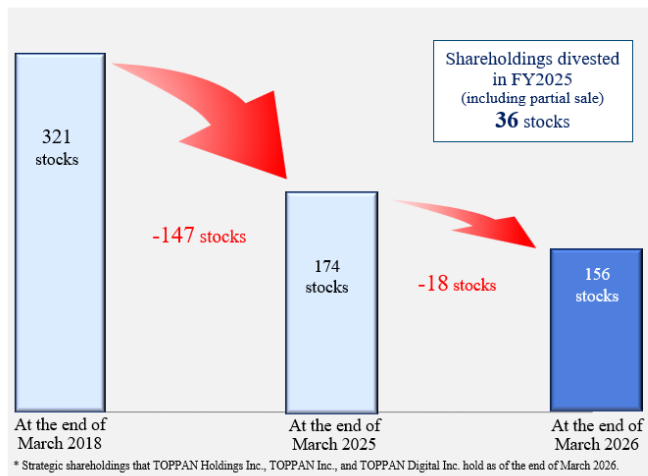 Shareholdings divested
in FY2025
(including partial sale)
36 stocks
321
stocks
-147 stocks
174
stocks
-18 stocks
156
stocks
At the end of
March 2018
At the end of
March 2025
At the end of
March 2026
* Strategic shareholdings that TOPPAN Holdings Inc., TOPPAN Inc., and TOPPAN Digital Inc. hold as of the end of March 2026.